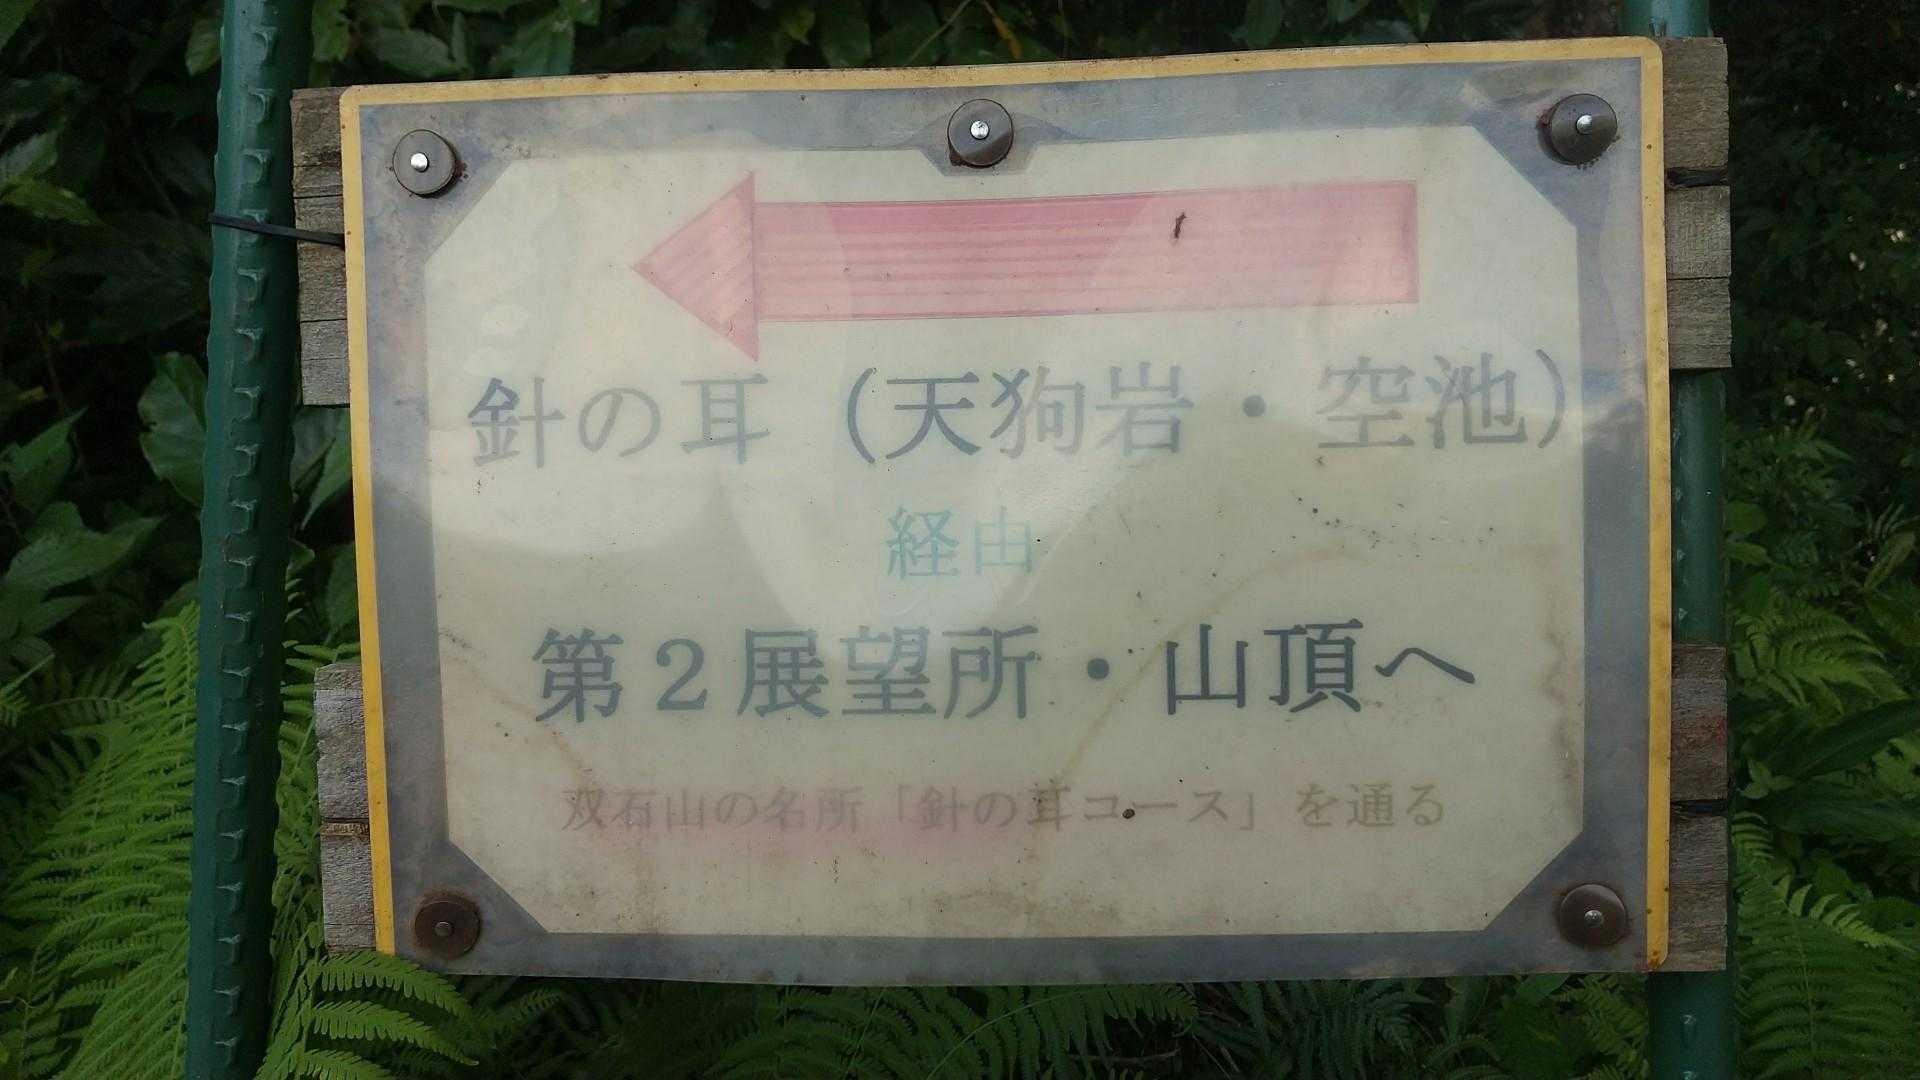 針の耳（天狗岩・空池）
経由
第２展望所・山頂へ
双石山の名所「針の耳コース」を通る